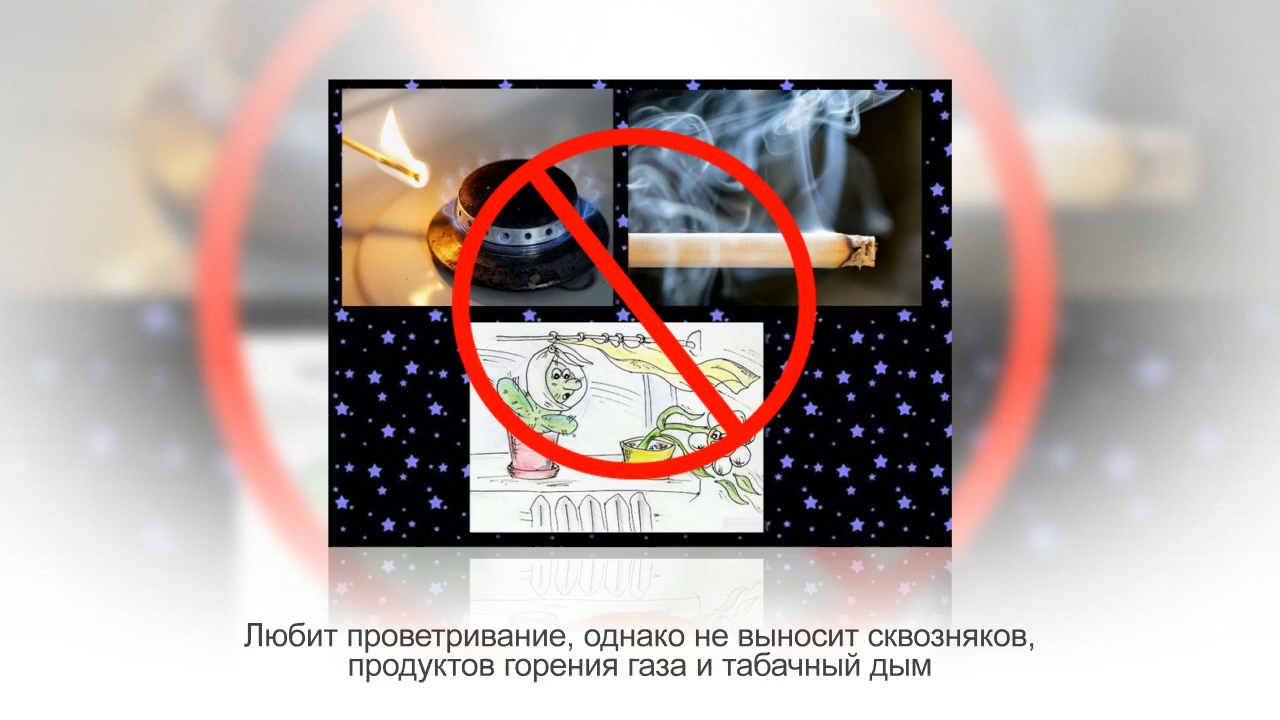 Любит проветривание, однако не выносит сквозняков,
продуктов горения газа и табачный дым